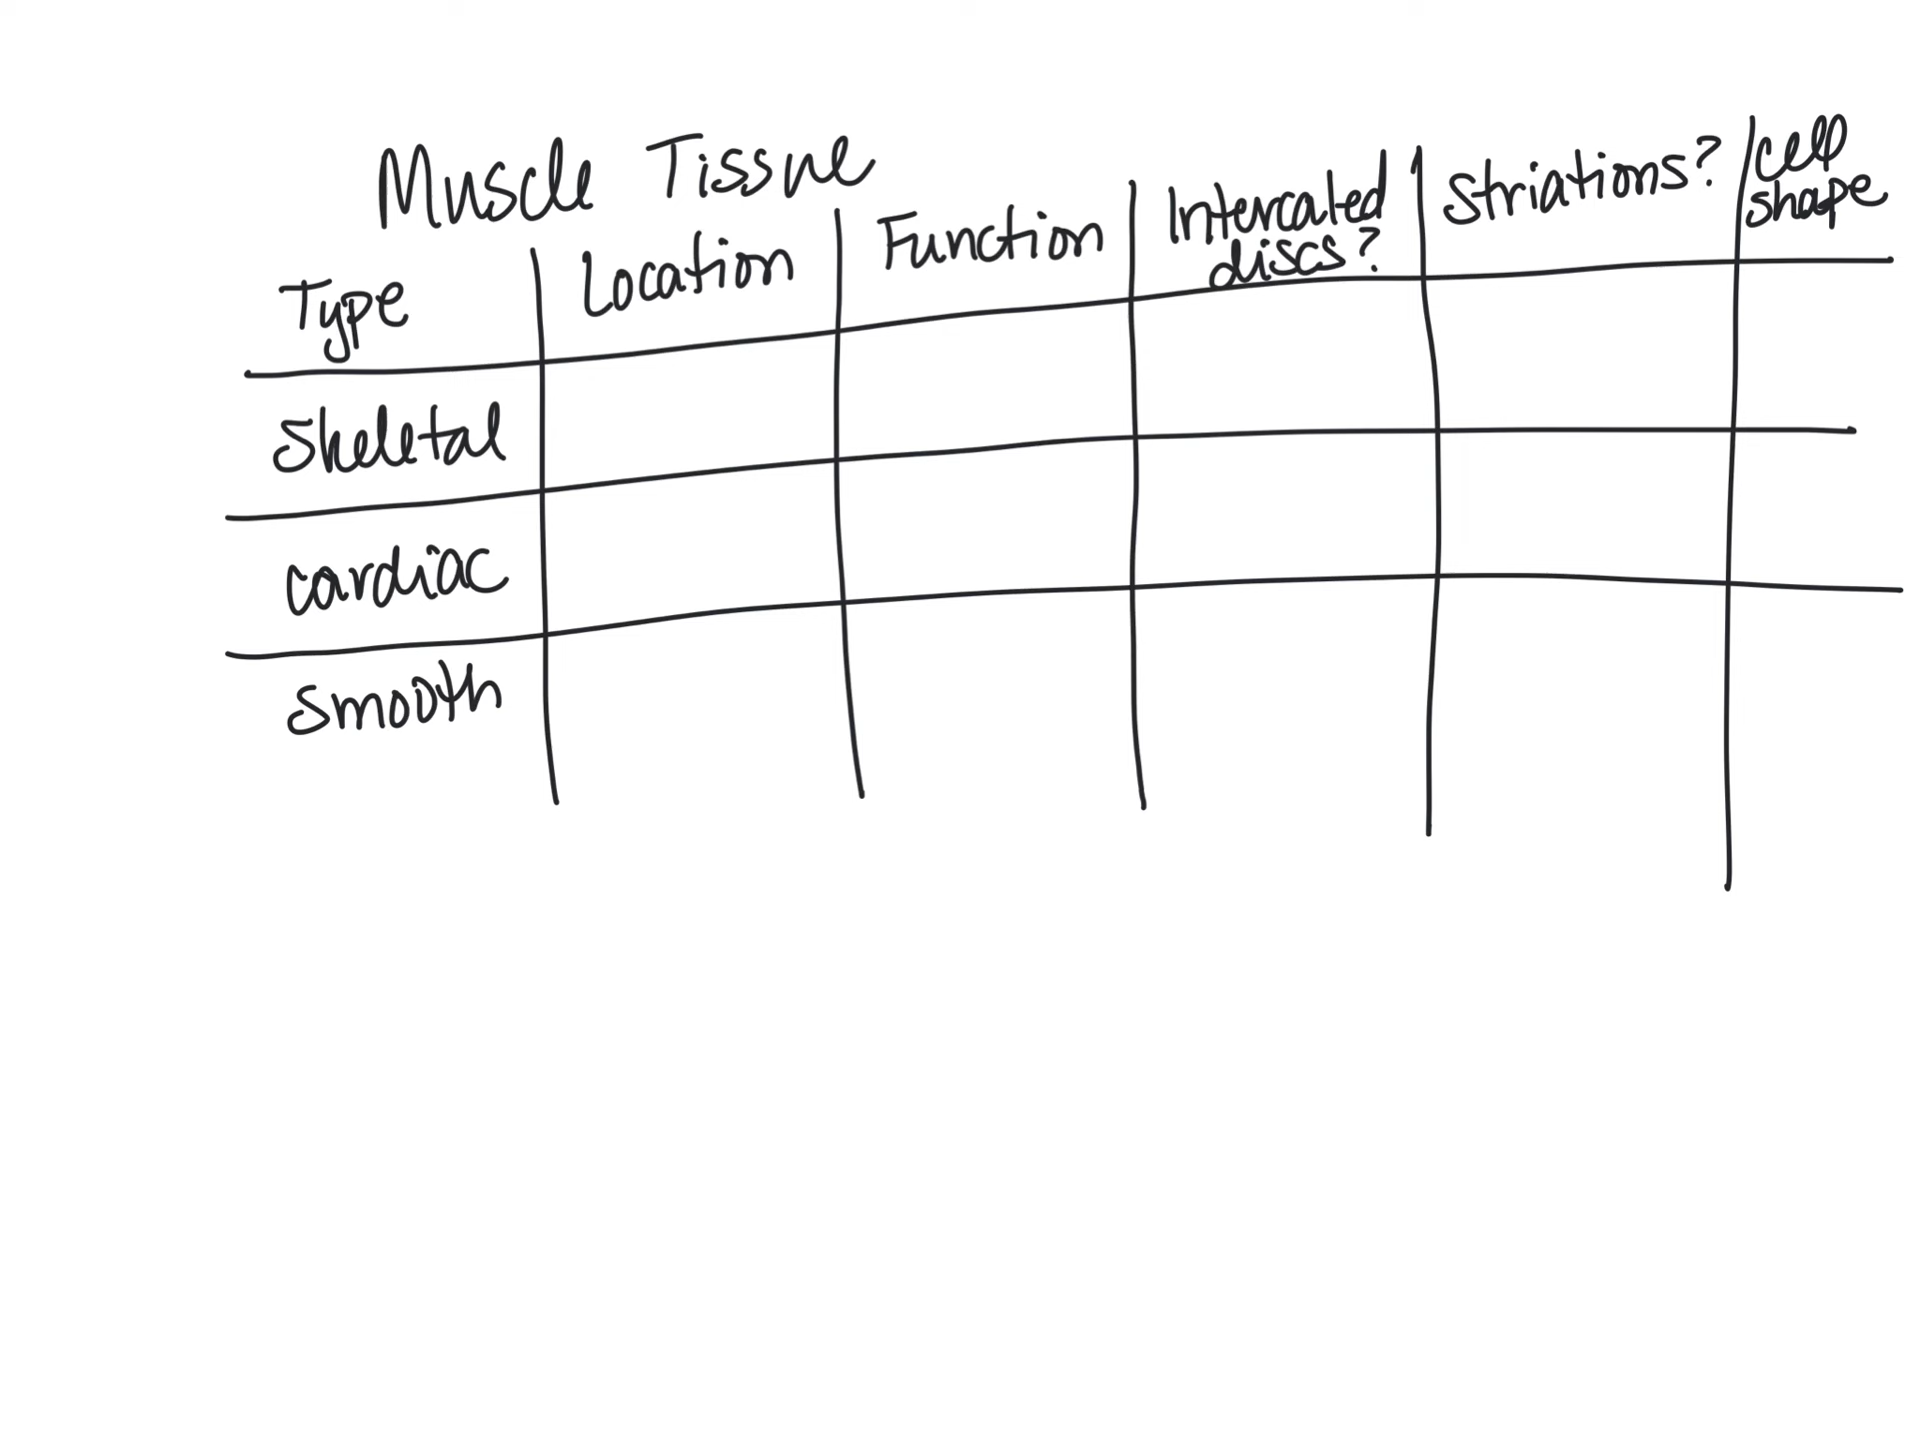 Muscle Tissue
Type Location Function Intercalated discs? Striations? cell shape
Skeletal
cardiac
smooth